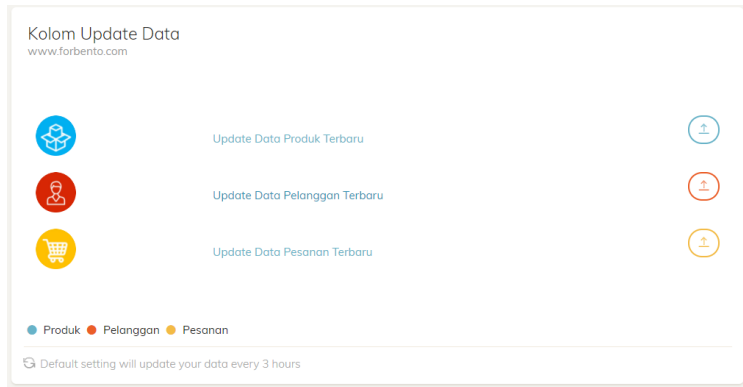 Kolom Update Data
www.forbento.com
Update Data Produk Terbaru
Update Data Pelanggan Terbaru
Update Data Pesanan Terbaru
Produk Pelanggan Pesanan
Default setting will update your data every 3 hours